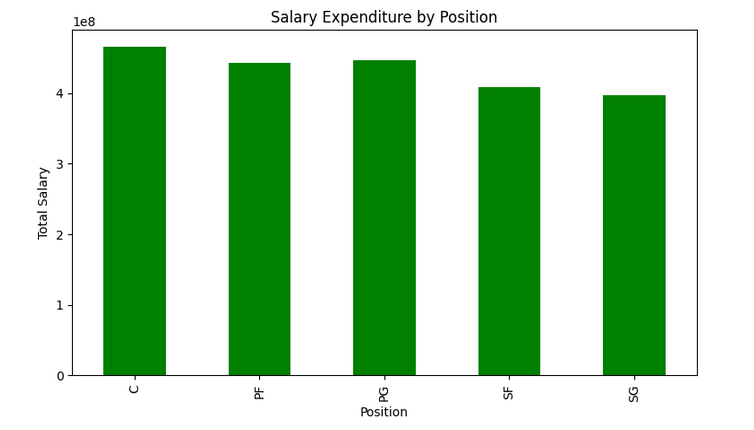 Salary Expenditure by Position
1e8
4
3
2
1
0
Total Salary
C
PF
PG
SF
SG
Position